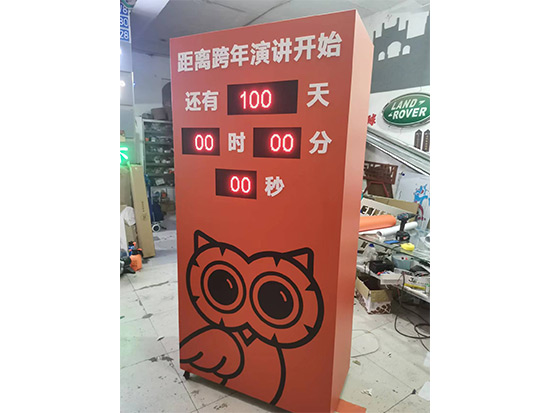 距离跨年演讲开始
还有 100 天
00 时 00 分
00 秒
LAND
ROVER